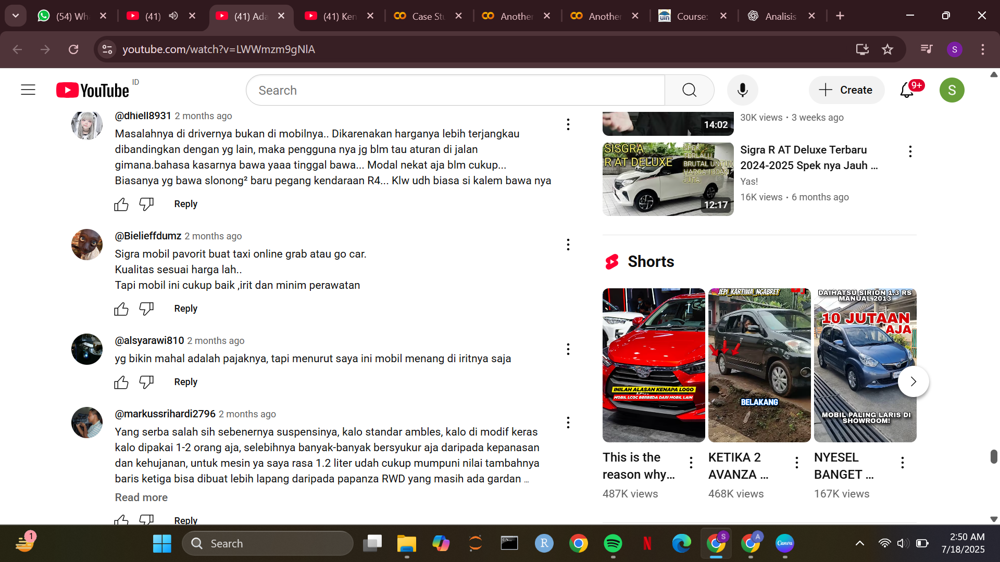 (54) Wh
(41)
(41) Ada
(41) Ken
Case Stu
Another
Another
Course:
Analisis
youtube.com/watch?v=LWWmzm9gNlA
S
YouTube
ID
Search
Create
9+
S
@dhiell8931 2 months ago
Masalahnya di drivernya bukan di mobilnya.. Dikarenakan harganya lebih terjangkau
dibandingkan dengan yg lain, maka pengguna nya jg blm tau aturan di jalan
gimana.bahasa kasarnya bawa yaaa tinggal bawa... Modal nekat aja blm cukup...
Biasanya yg bawa slonong² baru pegang kendaraan R4... Klw udh biasa si kalem bawa nya
Reply
@Bielieffdumz 2 months ago
Sigra mobil pavorit buat taxi online grab atau go car.
Kualitas sesuai harga lah..
Tapi mobil ini cukup baik ,irit dan minim perawatan
Reply
@alsyarawi810 2 months ago
yg bikin mahal adalah pajaknya, tapi menurut saya ini mobil menang di iritnya saja
Reply
@markussrihardi2796 2 months ago
Yang serba salah sih sebenernya suspensinya, kalo standar ambles, kalo di modif keras
kalo dipakai 1-2 orang aja, selebihnya banyak-banyak bersyukur aja daripada kepanasan
dan kehujanan, untuk mesin ya saya rasa 1.2 liter udah cukup mumpuni nilai tambahnya
baris ketiga bisa dibuat lebih lapang daripada papanza RWD yang masih ada gardan ...
Read more
Reply
14:02
30K views • 3 weeks ago
SISGRA
R AT DELUXE
SPEK
TERLALU
BRUTAL UNTUK
HARGA 180AN
JUTA
12:17
Sigra R AT Deluxe Terbaru
2024-2025 Spek nya Jauh ...
Yas!
16K views • 6 months ago
Shorts
INILAH ALASAN KENAPA LOGO
MOBIL LCGC BERBEDA DARI MOBIL LAIN
This is the
reason why...
487K views
JEPI_KARTIWA_NGABRET
BELAKANG
KETIKA 2
AVANZA ...
468K views
DAIHATSU SIRION 1.3 RS
MANUAL 2013
10 JUTAAN
AJA
MOBIL PALING LARIS DI
SHOWROOM!
NYESEL
BANGET ...
167K views
1
Search
R
S
A
Canva
2:50 AM
7/18/2025